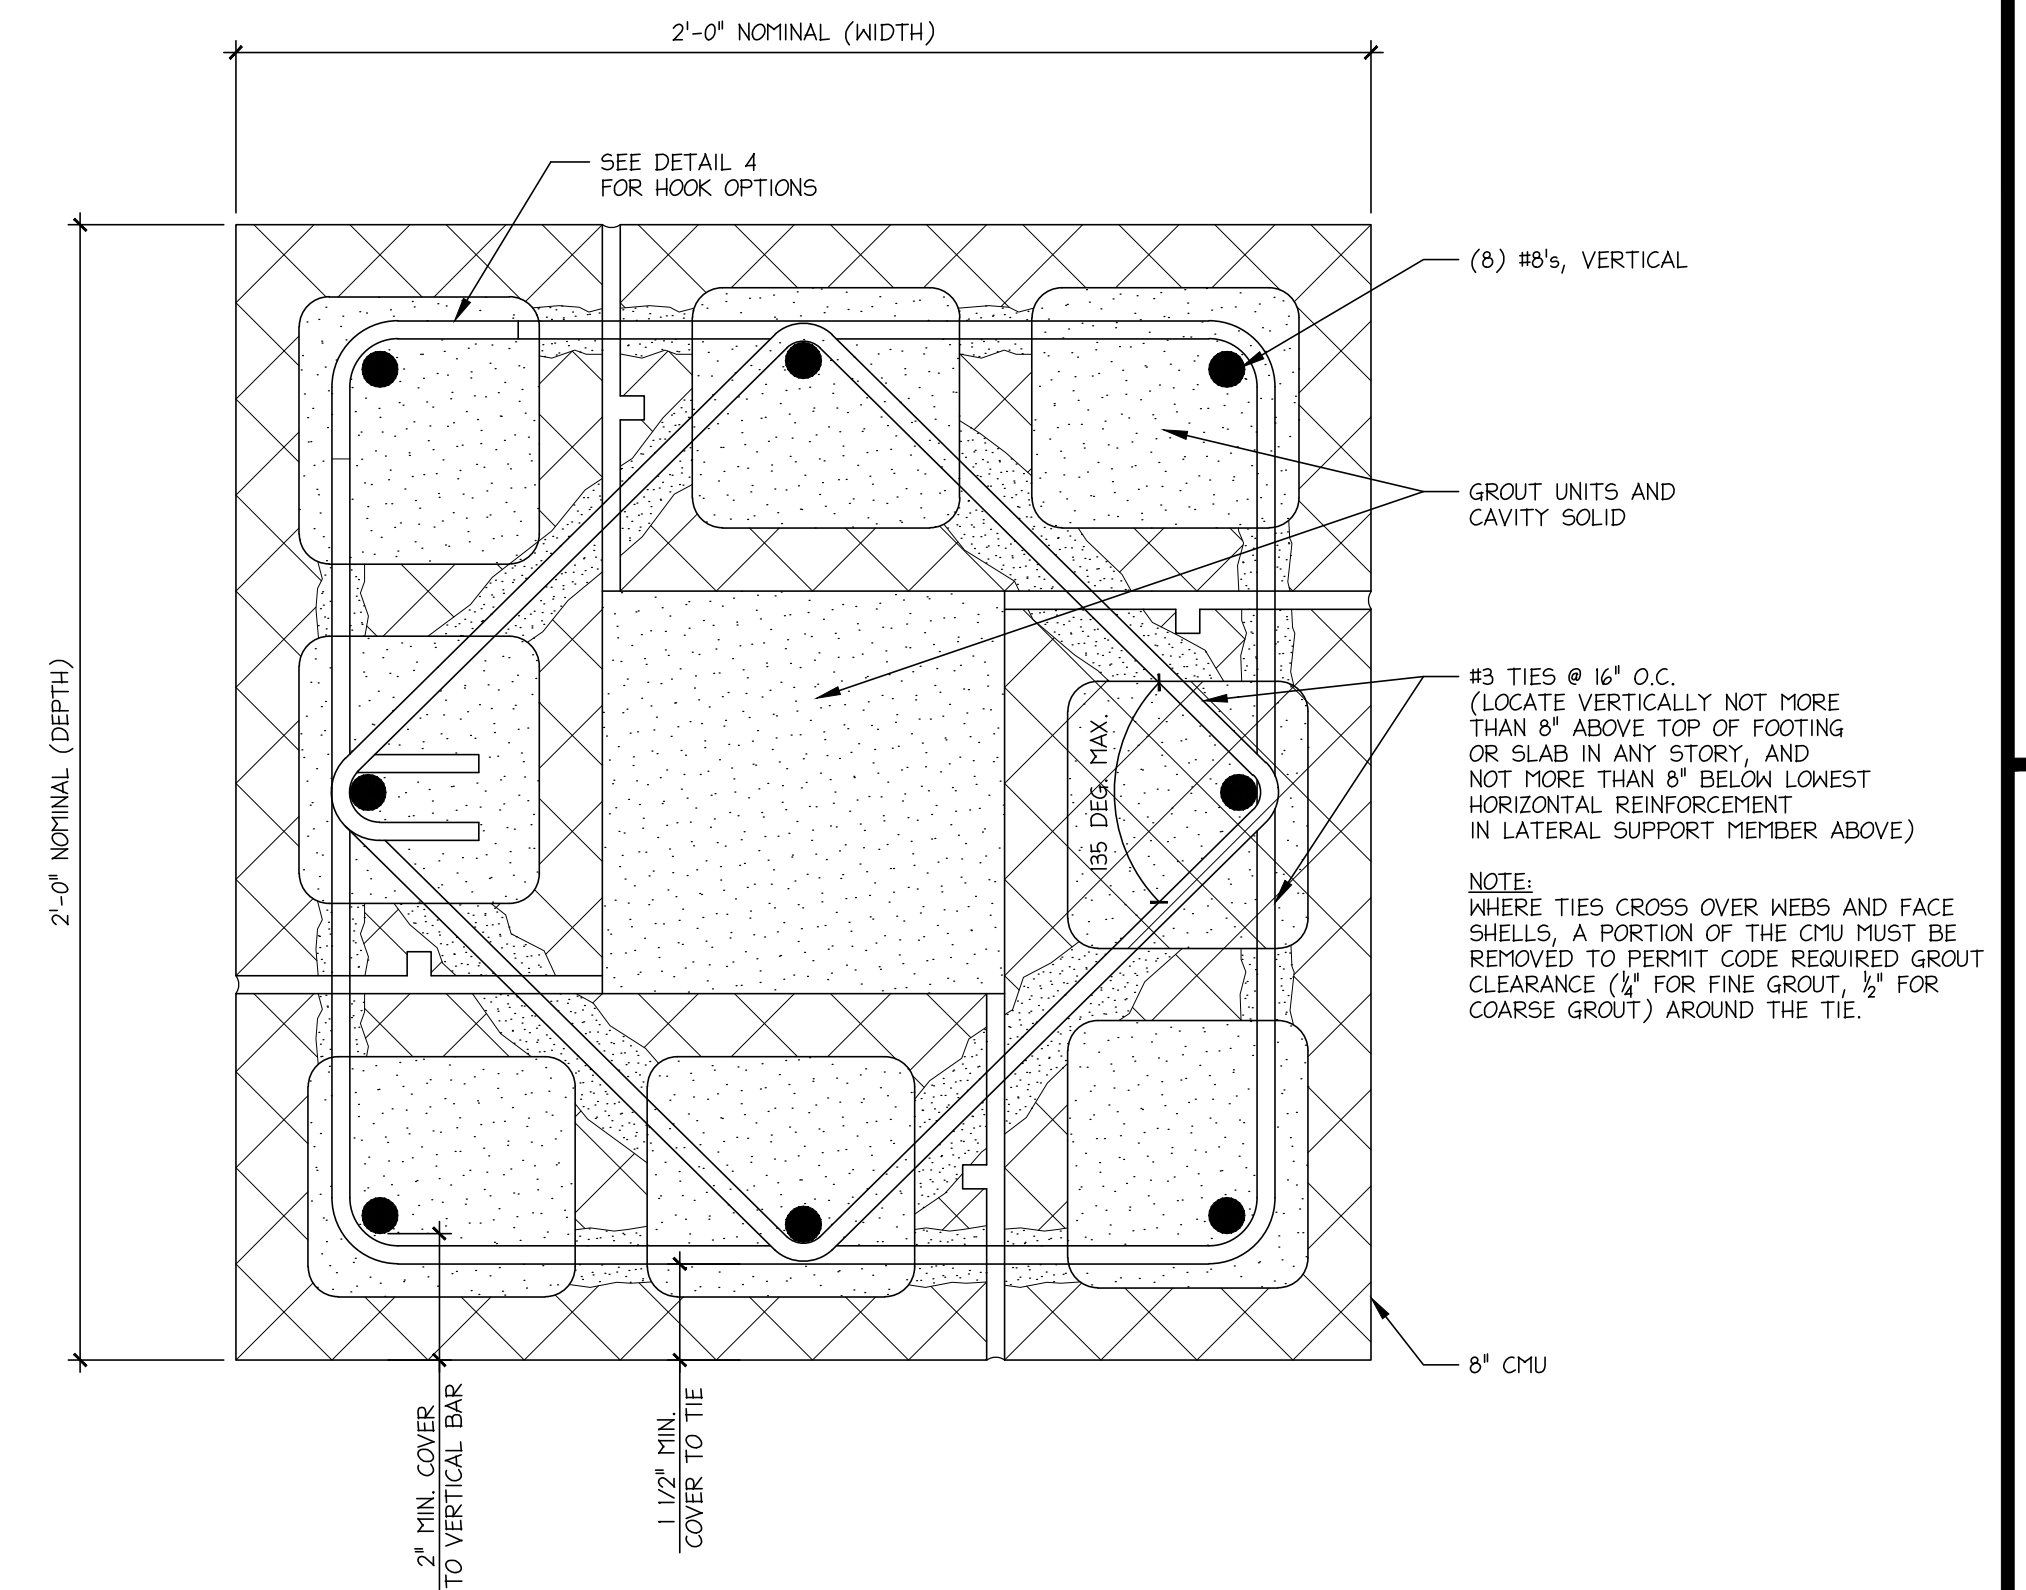 2'-0" NOMINAL (WIDTH)
SEE DETAIL 4
FOR HOOK OPTIONS
(8) #8's, VERTICAL
GROUT UNITS AND
CAVITY SOLID
2'-0" NOMINAL (DEPTH)
135 DEG. MAX.
#3 TIES @ 16" O.C.
(LOCATE VERTICALLY NOT MORE
THAN 8" ABOVE TOP OF FOOTING
OR SLAB IN ANY STORY, AND
NOT MORE THAN 8" BELOW LOWEST
HORIZONTAL REINFORCEMENT
IN LATERAL SUPPORT MEMBER ABOVE)
NOTE:
WHERE TIES CROSS OVER WEBS AND FACE
SHELLS, A PORTION OF THE CMU MUST BE
REMOVED TO PERMIT CODE REQUIRED GROUT
CLEARANCE (¼" FOR FINE GROUT, ½" FOR
COARSE GROUT) AROUND THE TIE.
8" CMU
2" MIN. COVER
TO VERTICAL BAR
1 1/2" MIN.
COVER TO TIE